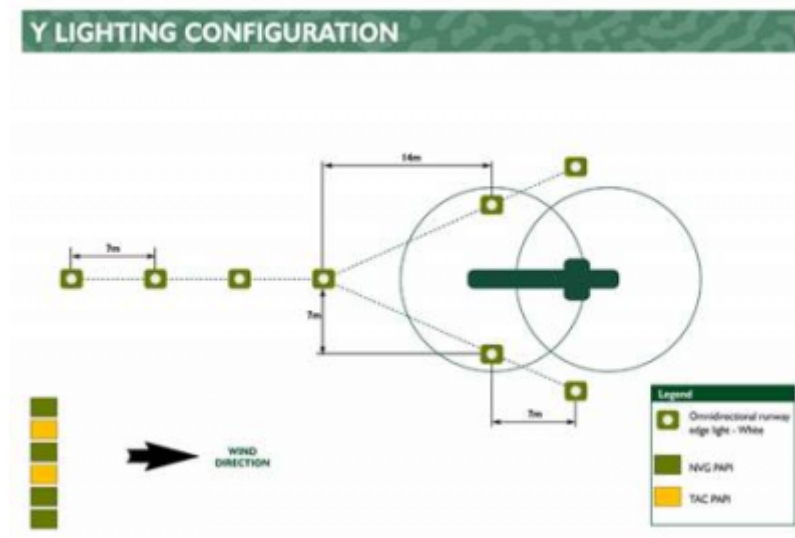 Y LIGHTING CONFIGURATION
14m
7m
7m
7m
WIND
DIRECTION
Legend
Omnidirectional runway
edge light - White
NVG PAPI
TAC PAPI